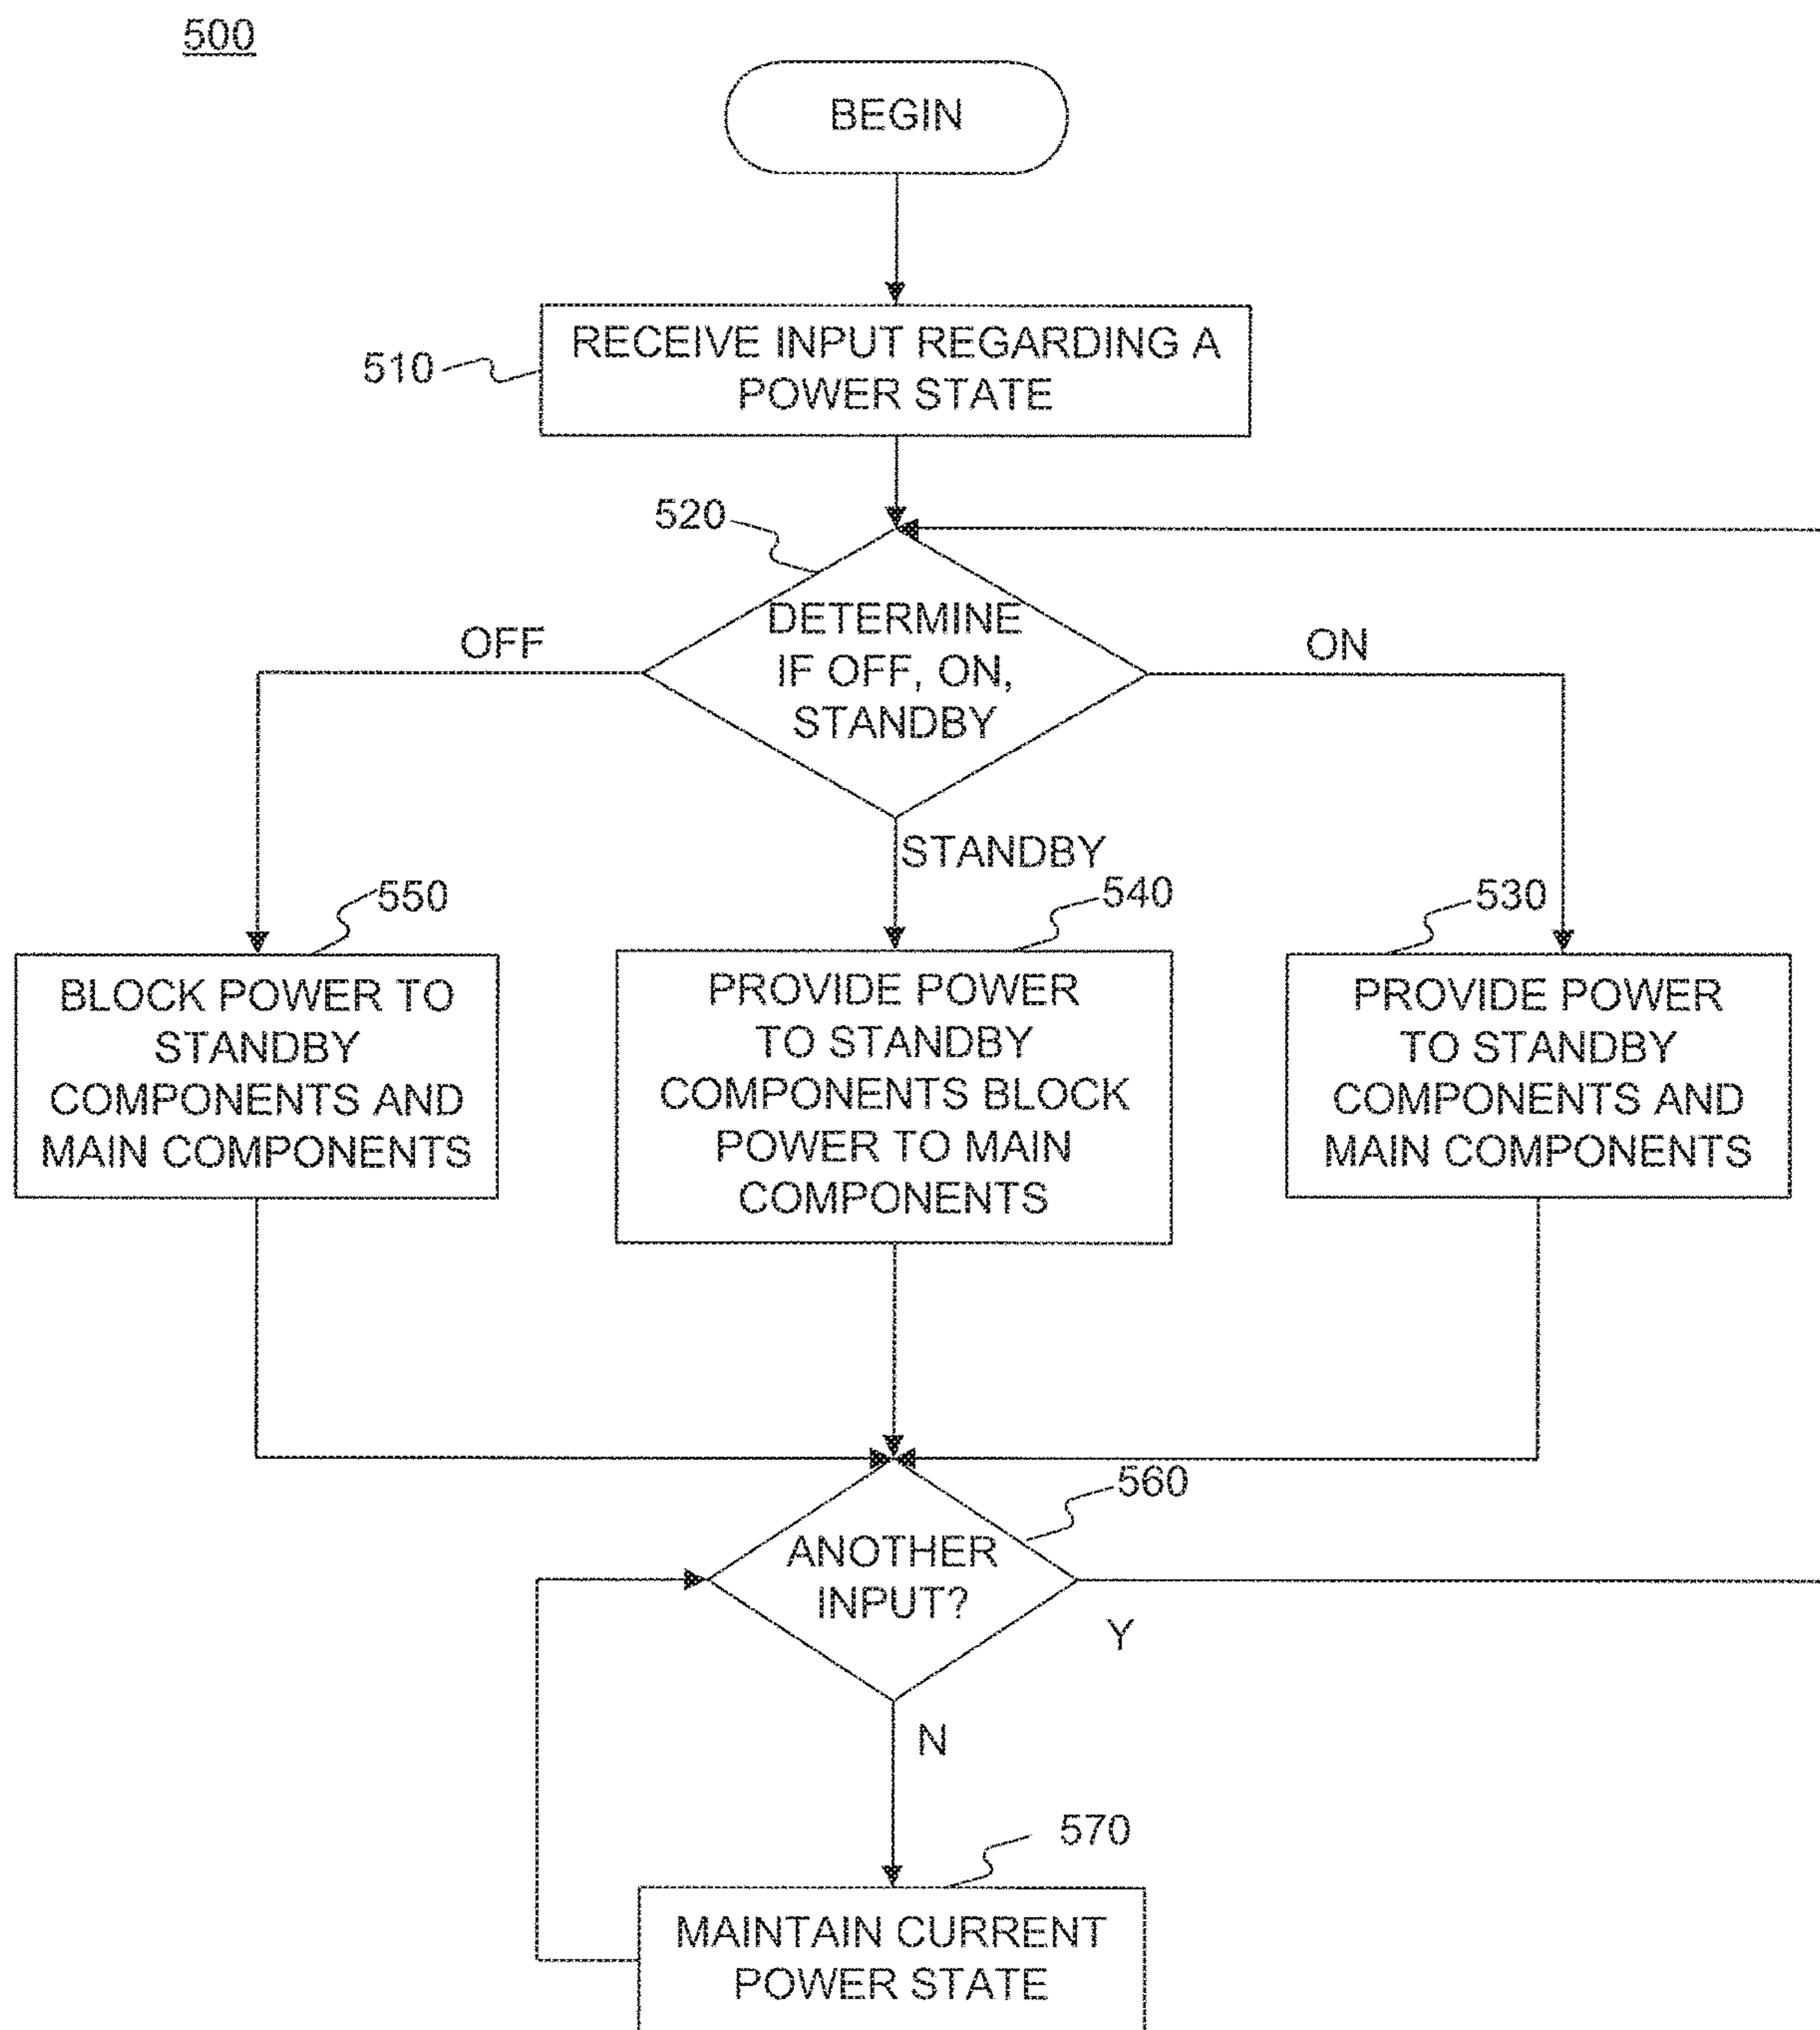 500
BEGIN
510
RECEIVE INPUT REGARDING A
POWER STATE
520
DETERMINE
IF OFF, ON,
STANDBY
OFF
ON
STANDBY
550
BLOCK POWER TO
STANDBY
COMPONENTS AND
MAIN COMPONENTS
540
PROVIDE POWER
TO STANDBY
COMPONENTS BLOCK
POWER TO MAIN
COMPONENTS
530
PROVIDE POWER
TO STANDBY
COMPONENTS AND
MAIN COMPONENTS
560
ANOTHER
INPUT?
Y
N
570
MAINTAIN CURRENT
POWER STATE